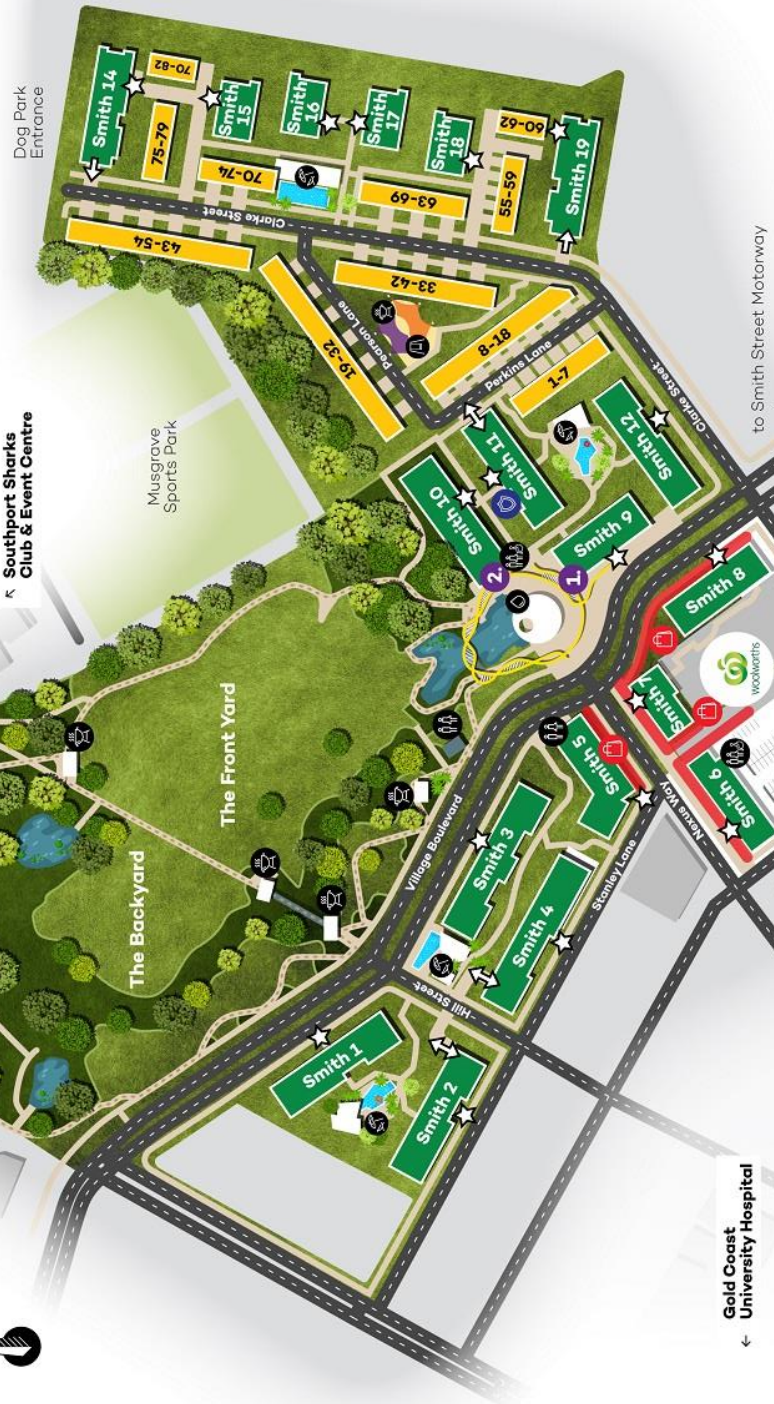 Dog Park
Entrance
Smith 14
70-82
75-79
Smith
15
Smith
16
Smith
17
Smith
18
60-62
Smith 19
70-74
63-69
55-59
Clarke Street
43-54
33-42
19-32
Pearson Lane
8-18
Perkins Lane
1-7
Clarke Street
to Smith Street Motorway
↖ Southport Sharks
Club & Event Centre
Musgrave
Sports Park
Smith 10
Smith 11
Smith 12
Smith 9
2.
1.
Smith 8
Smith 7
woolworths
Smith 6
Smith 5
Nexus Way
Stanley Lane
The Front Yard
The Backyard
Village Boulevard
Smith 3
Smith 4
Hill Street
Smith 1
Smith 2
← Gold Coast
University Hospital